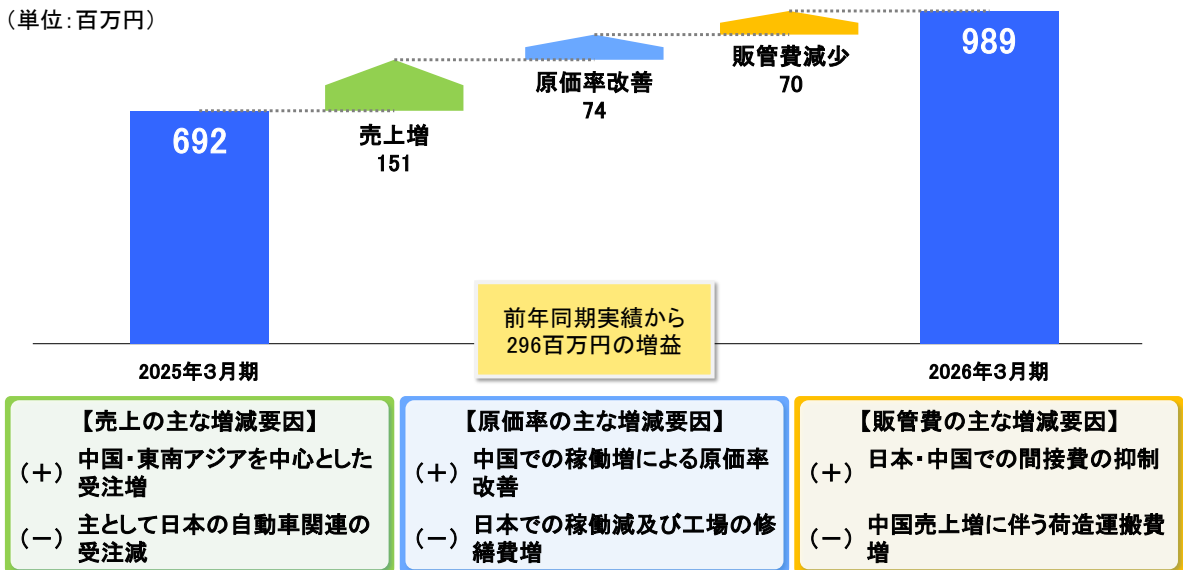 (単位:百万円)
692
売上増
151
原価率改善
74
販管費減少
70
989
前年同期実績から
296百万円の増益
2025年3月期
2026年3月期
【売上の主な増減要因】
(+) 中国・東南アジアを中心とした
受注増
(-) 主として日本の自動車関連の
受注減
【原価率の主な増減要因】
(+) 中国での稼働増による原価率
改善
(-) 日本での稼働減及び工場の修
繕費増
【販管費の主な増減要因】
(+) 日本・中国での間接費の抑制
(-) 中国売上増に伴う荷造運搬費
増